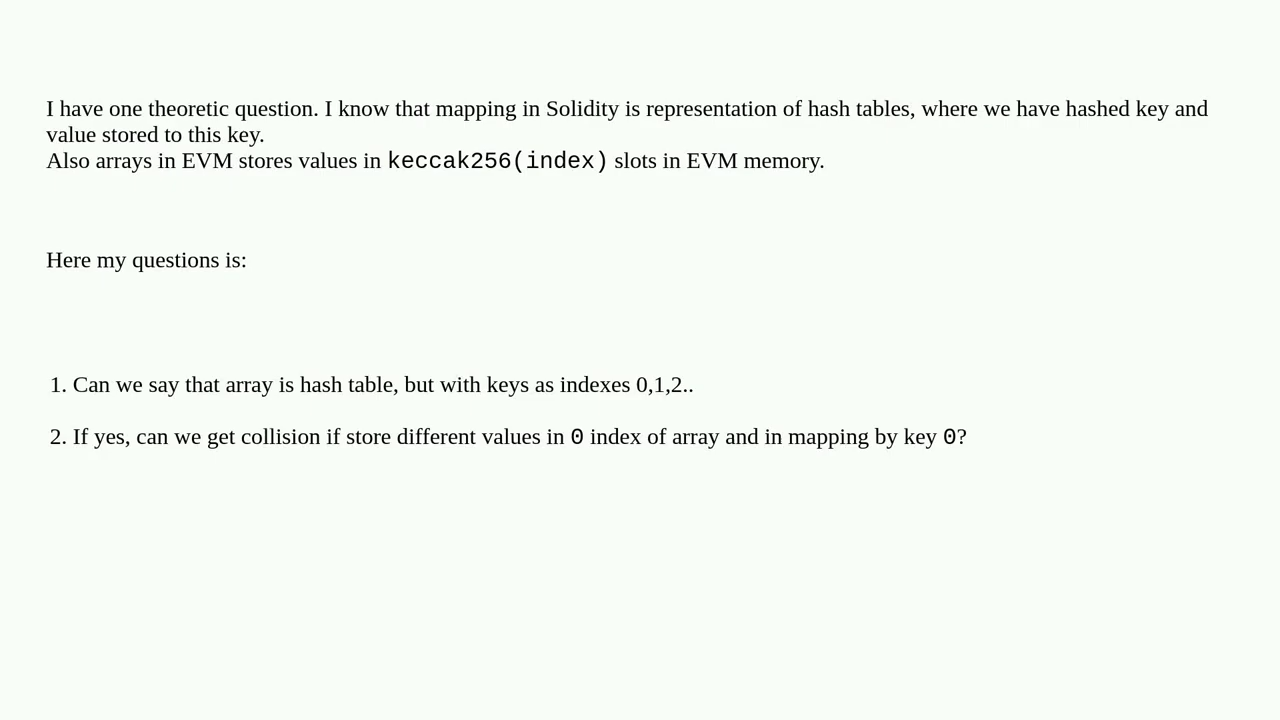 I have one theoretic question. I know that mapping in Solidity is representation of hash tables, where we have hashed key and
value stored to this key.
Also arrays in EVM stores values in keccak256(index) slots in EVM memory.
Here my questions is:
1. Can we say that array is hash table, but with keys as indexes 0,1,2..
2. If yes, can we get collision if store different values in 0 index of array and in mapping by key 0?